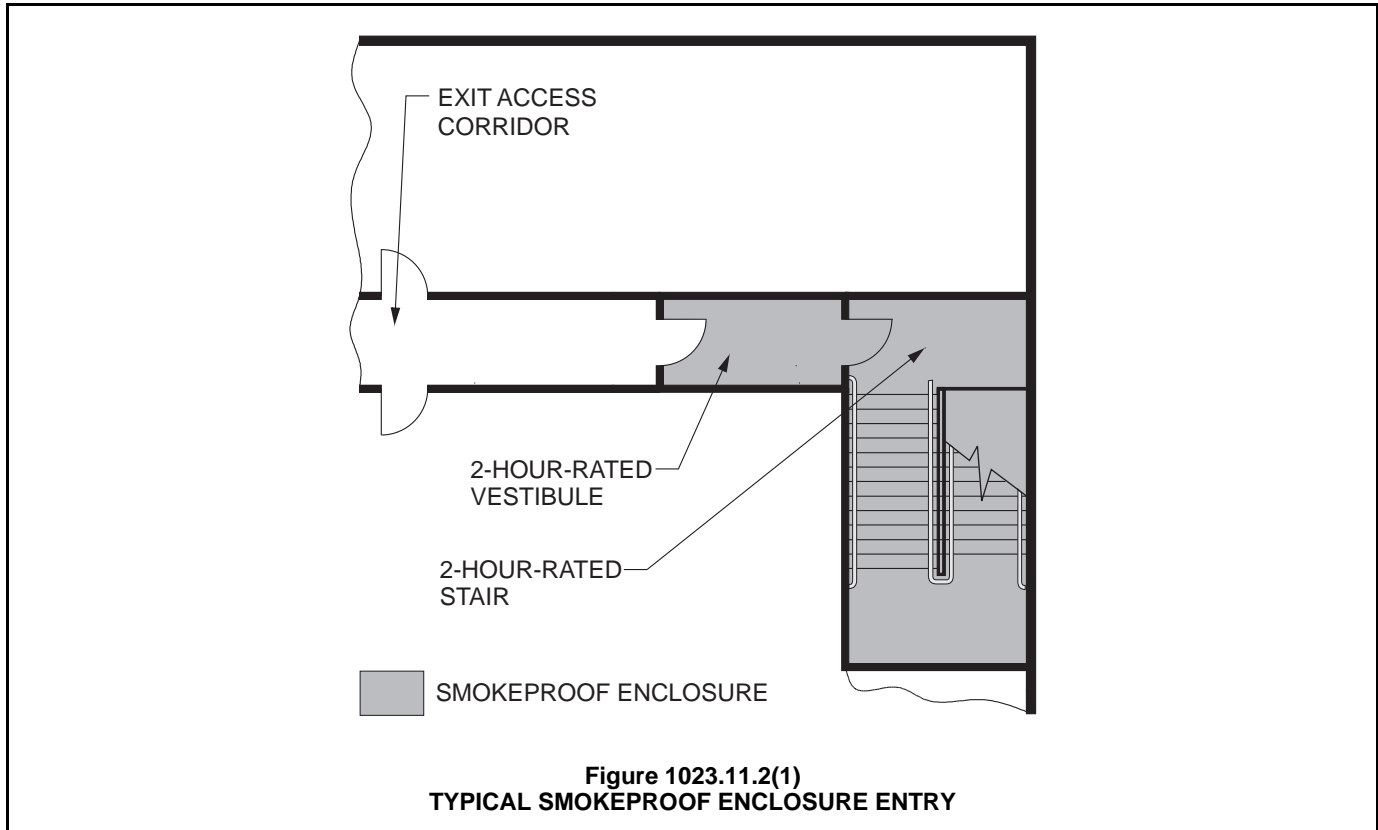 EXIT ACCESS
CORRIDOR
2-HOUR-RATED
VESTIBULE
2-HOUR-RATED
STAIR
SMOKEPROOF ENCLOSURE
Figure 1023.11.2(1)
TYPICAL SMOKEPROOF ENCLOSURE ENTRY